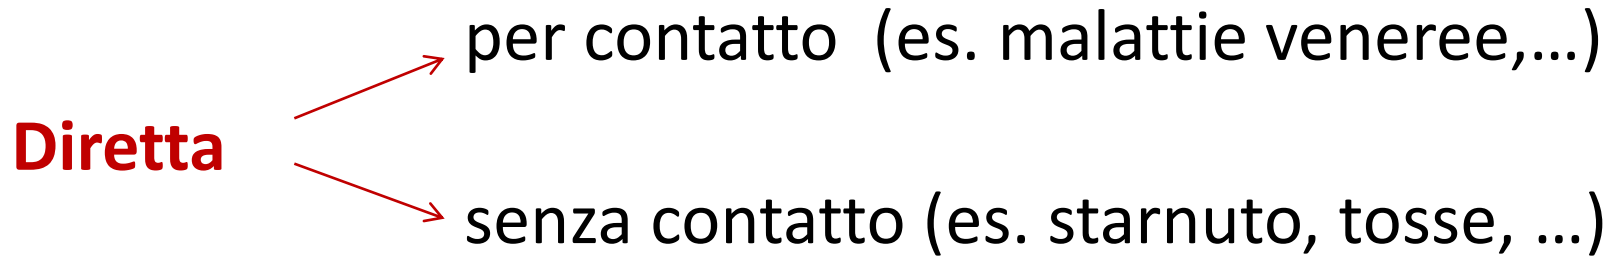 per contatto  (es. malattie veneree,...)
Diretta
senza contatto (es. starnuto, tosse, ...)